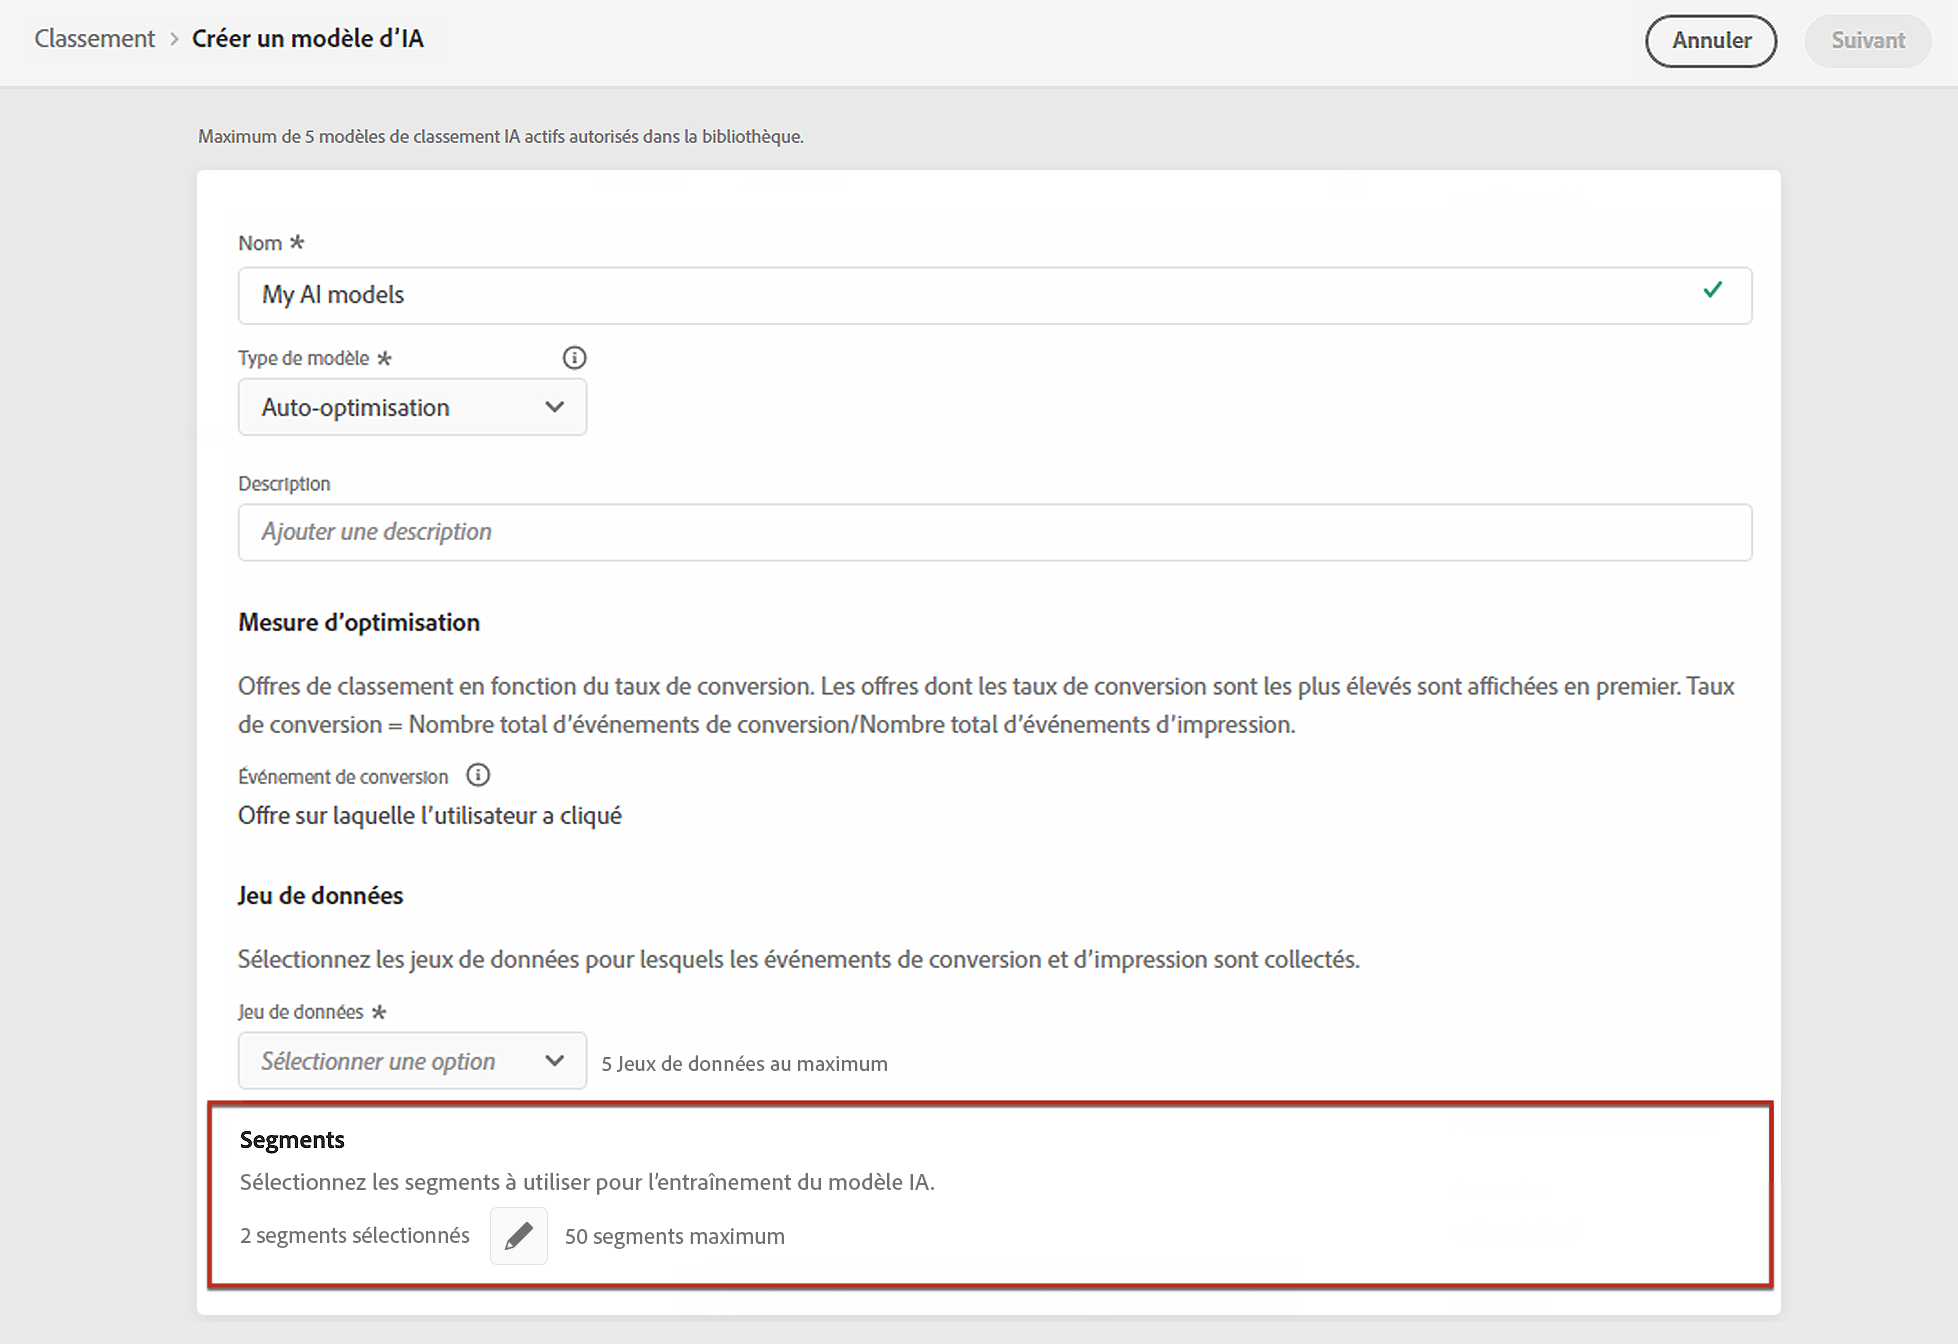 Classement > Créer un modèle d’IA
Annuler
Suivant
Maximum de 5 modèles de classement IA actifs autorisés dans la bibliothèque.
Nom *
My AI models
Type de modèle *
Auto-optimisation
Description
Ajouter une description
Mesure d’optimisation
Offres de classement en fonction du taux de conversion. Les offres dont les taux de conversion sont les plus élevés sont affichées en premier. Taux
de conversion = Nombre total d’événements de conversion/Nombre total d’événements d’impression.
Événement de conversion
Offre sur laquelle l’utilisateur a cliqué
Jeu de données
Sélectionnez les jeux de données pour lesquels les événements de conversion et d’impression sont collectés.
Jeu de données *
Sélectionner une option
5 Jeux de données au maximum
Segments
Sélectionnez les segments à utiliser pour l’entraînement du modèle IA.
2 segments sélectionnés
50 segments maximum